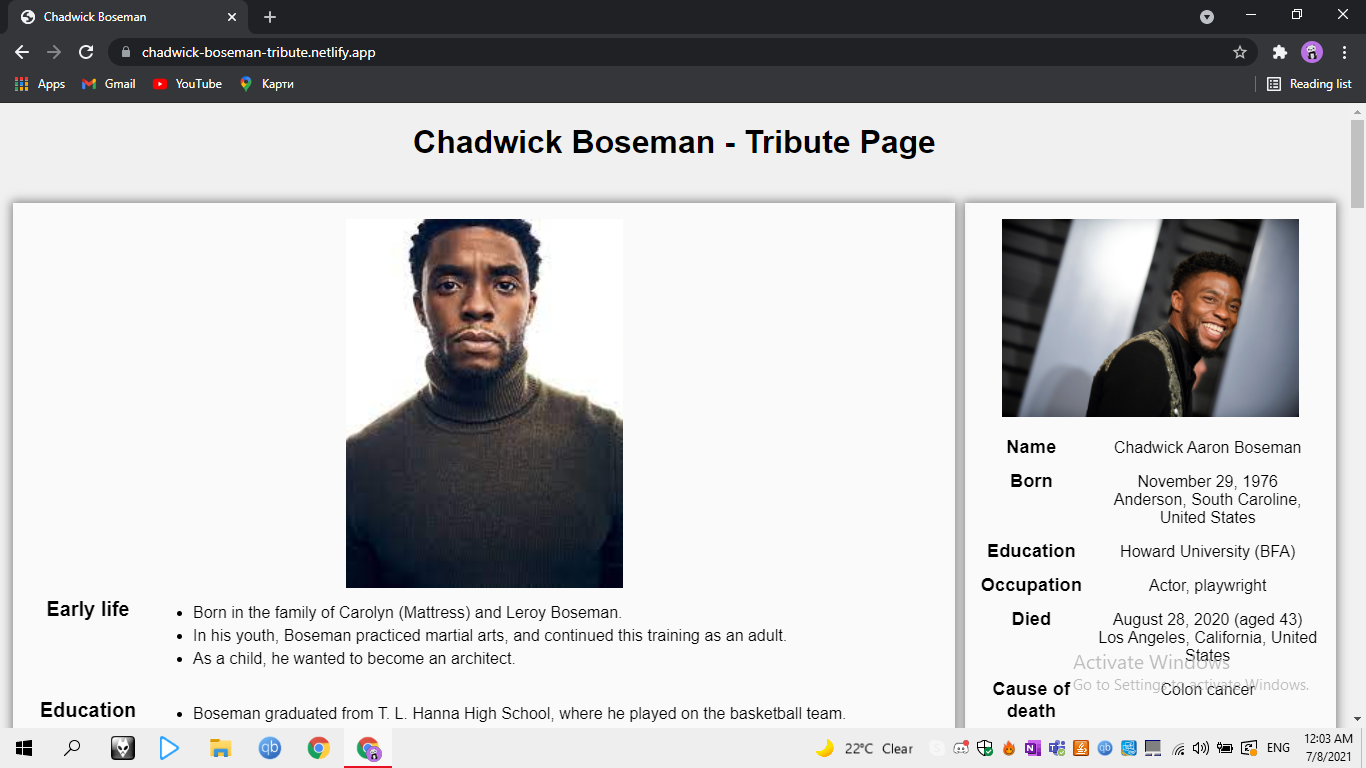 Chadwick Boseman
chadwick-boseman-tribute.netlify.app
Apps
Gmail
YouTube
Карти
Reading list
Chadwick Boseman - Tribute Page
Early life
Born in the family of Carolyn (Mattress) and Leroy Boseman.
In his youth, Boseman practiced martial arts, and continued this training as an adult.
As a child, he wanted to become an architect.
Education
Boseman graduated from T. L. Hanna High School, where he played on the basketball team.
Name
Chadwick Aaron Boseman
Born
November 29, 1976
Anderson, South Caroline,
United States
Education
Howard University (BFA)
Occupation
Actor, playwright
Died
August 28, 2020 (aged 43)
Los Angeles, California, United
States
Cause of
death
Colon cancer
Activate Windows
Go to Settings to activate Windows.
qb
22°C Clear
qb
ENG
12:03 AM
7/8/2021